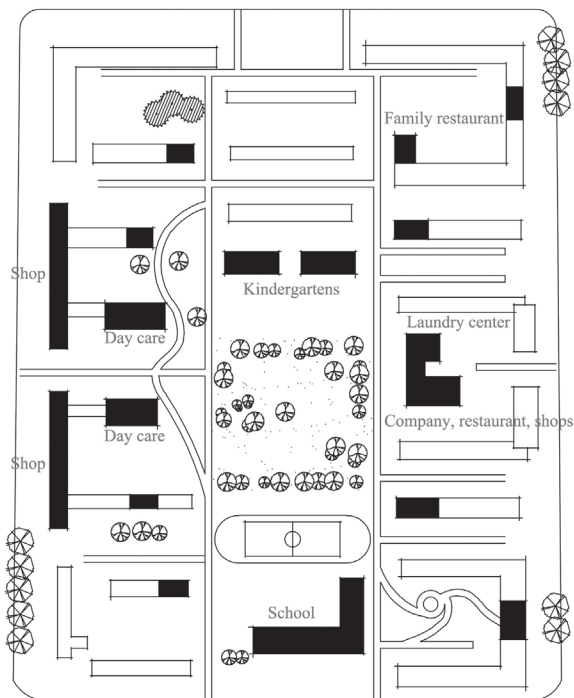 Family restaurant
Shop
Kindergartens
Day care
Laundry center
Day care
Company, restaurant, shops
Shop
School